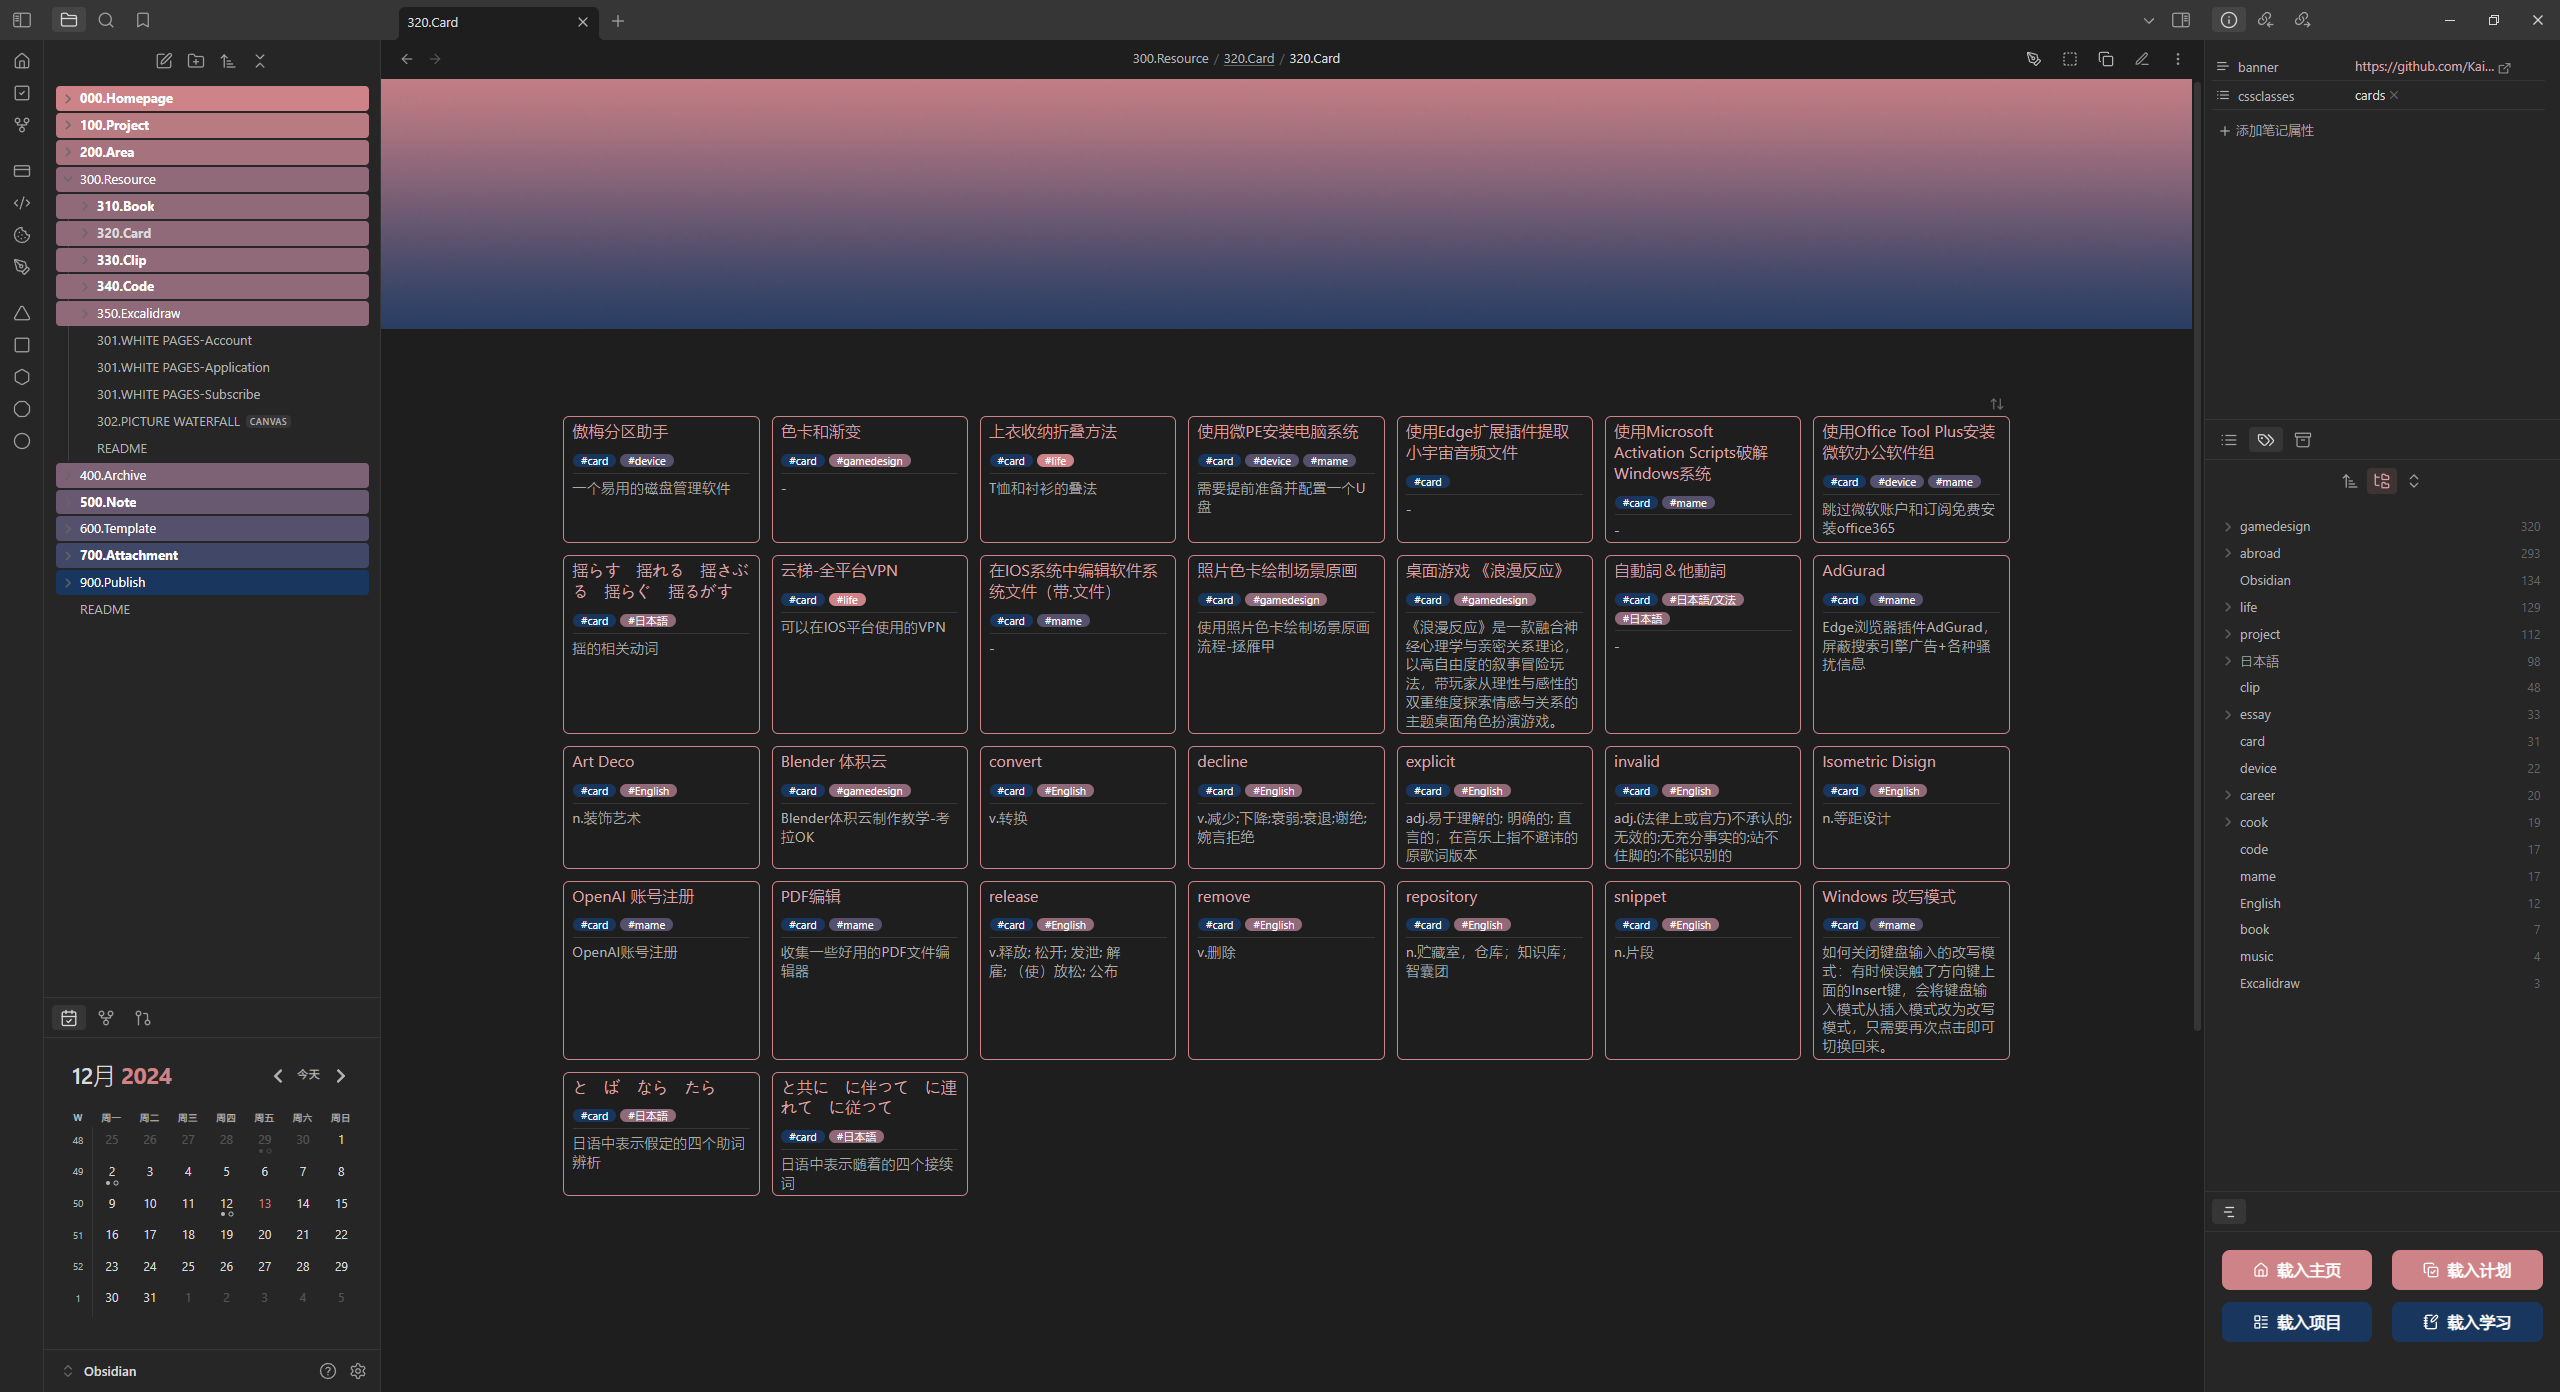 320.Card
300.Resource / 320.Card / 320.Card
000.Homepage
100.Project
200.Area
300.Resource
310.Book
320.Card
330.Clip
340.Code
350.Excalidraw
301.WHITE PAGES-Account
301.WHITE PAGES-Application
301.WHITE PAGES-Subscribe
302.PICTURE WATERFALL CANVAS
README
400.Archive
500.Note
600.Template
700.Attachment
900.Publish
README
12月 2024
今天
W 周一 周二 周三 周四 周五 周六 周日
48 25 26 27 28 29 30 1
49 2 3 4 5 6 7 8
50 9 10 11 12 13 14 15
51 16 17 18 19 20 21 22
52 23 24 25 26 27 28 29
1 30 31 1 2 3 4 5
Obsidian
傲梅分区助手
#card #device
一个易用的磁盘管理软件
色卡和渐变
#card #gamedesign
-
上衣收纳折叠方法
#card #life
T恤和衬衫的叠法
使用微PE安装电脑系统
#card #device #mame
需要提前准备并配置一个U
盘
使用Edge扩展插件提取
小宇宙音频文件
#card
-
使用Microsoft
Activation Scripts破解
Windows系统
#card #mame
-
使用Office Tool Plus安装
微软办公软件组
#card #device #mame
跳过微软账户和订阅免费安
装office365
揺らす　揺れる　揺さぶ
る　揺らぐ　揺るがす
#card #日本語
摇的相关动词
云梯-全平台VPN
#card #life
可以在IOS平台使用的VPN
在IOS系统中编辑软件系
统文件（带.文件）
#card #mame
-
照片色卡绘制场景原画
#card #gamedesign
使用照片色卡绘制场景原画
流程-拯雁甲
桌面游戏 《浪漫反应》
#card #gamedesign
《浪漫反应》是一款融合神
经心理学与亲密关系理论，
以高自由度的叙事冒险玩
法，带玩家从理性与感性的
双重维度探索情感与关系的
主题桌面角色扮演游戏。
自動詞＆他動詞
#card #日本語/文法
#日本語
-
AdGurad
#card #mame
Edge浏览器插件AdGurad，
屏蔽搜索引擎广告+各种骚
扰信息
Art Deco
#card #English
n.装饰艺术
Blender 体积云
#card #gamedesign
Blender体积云制作教学-考
拉OK
convert
#card #English
v.转换
decline
#card #English
v.减少;下降;衰弱;衰退;谢绝;
婉言拒绝
explicit
#card #English
adj.易于理解的; 明确的; 直
言的；在音乐上指不避讳的
原歌词版本
invalid
#card #English
adj.(法律上或官方)不承认的;
无效的;无充分事实的;站不
住脚的;不能识别的
Isometric Disign
#card #English
n.等距设计
OpenAI 账号注册
#card #mame
OpenAI账号注册
PDF编辑
#card #mame
收集一些好用的PDF文件编
辑器
release
#card #English
v.释放; 松开; 发泄; 解
雇; （使）放松; 公布
remove
#card #English
v.删除
repository
#card #English
n.贮藏室，仓库；知识库；
智囊团
snippet
#card #English
n.片段
Windows 改写模式
#card #mame
如何关闭键盘输入的改写模
式：有时候误触了方向键上
面的Insert键，会将键盘输
入模式从插入模式改为改写
模式，只需要再次点击即可
切换回来。
と　ば　なら　たら
#card #日本語
日语中表示假定的四个助词
辨析
と共に　に伴つて　に連
れて　に従つて
#card #日本語
日语中表示随着的四个接续
词
banner https://github.com/Kai...
cssclasses cards
添加笔记属性
gamedesign 320
abroad 293
Obsidian 134
life 129
project 112
日本語 98
clip 48
essay 33
card 31
device 22
career 20
cook 19
code 17
mame 17
English 12
book 7
music 4
Excalidraw 3
载入主页 载入计划
载入项目 载入学习